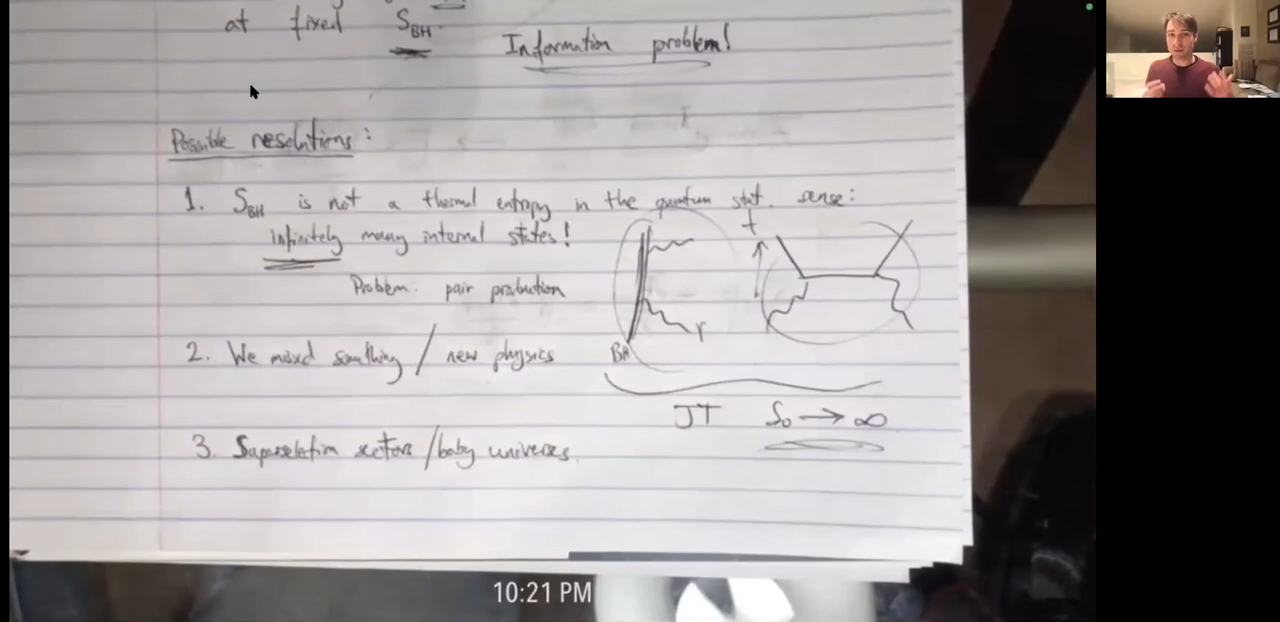 at fixed S_BH
Information problem!
Possible resolutions:
1. S_BH is not a thermal entropy in the quantum stat. sense:
infinitely many internal states!
Problem. pair production
t
r
BH
2. We missed something / new physics
JT S₀ → ∞
3. Superselection sectors / baby universes.
10:21 PM